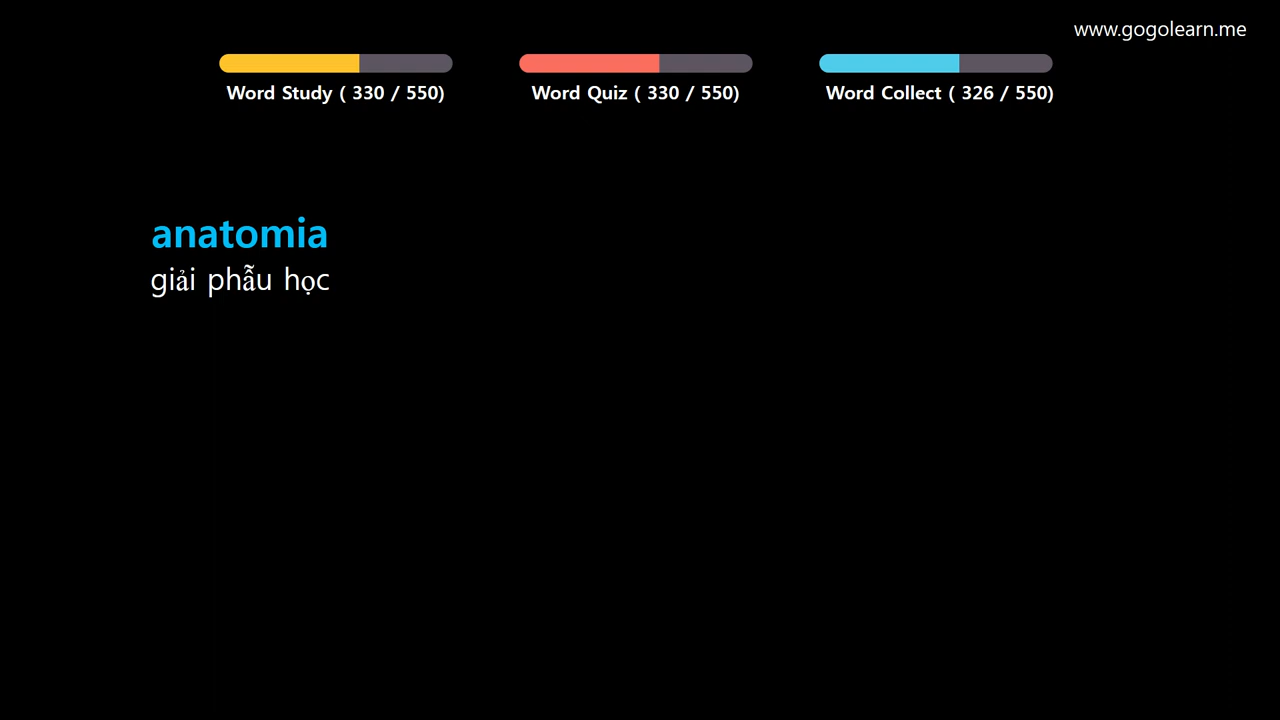 www.gogolearn.me
Word Study ( 330 / 550)
Word Quiz ( 330 / 550)
Word Collect ( 326 / 550)
anatomia
giải phẫu học